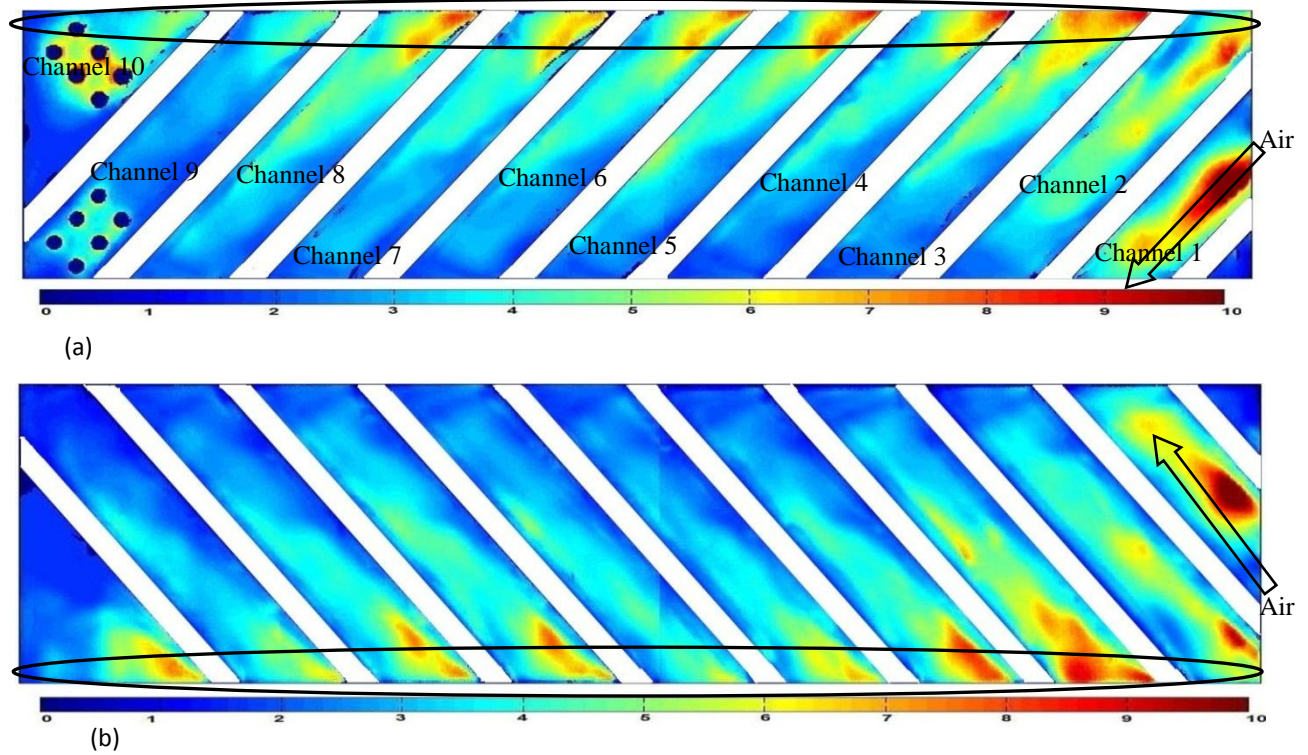 Channel 10
Air
Channel 9
Channel 8
Channel 6
Channel 4
Channel 2
Channel 7
Channel 5
Channel 3
Channel 1
0 1 2 3 4 5 6 7 8 9 10
(a)
Air
0 1 2 3 4 5 6 7 8 9 10
(b)